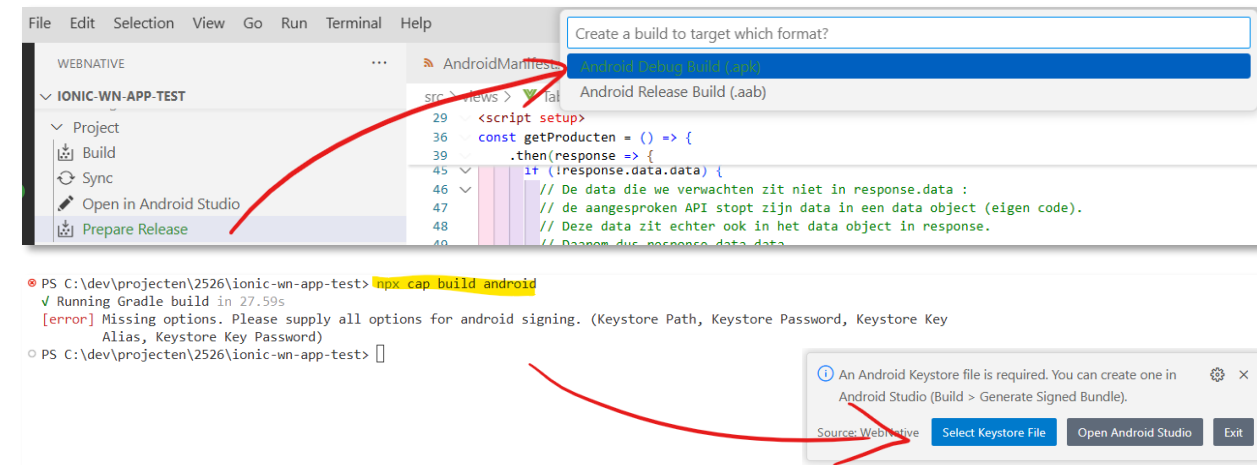 File Edit Selection View Go Run Terminal Help
Create a build to target which format?
Android Debug Build (.apk)
Android Release Build (.aab)
WEBNATIVE ...
AndroidManifest
IONIC-WN-APP-TEST
src > views > Tab
Project
Build
Sync
Open in Android Studio
Prepare Release
29 <script setup>
36 const getProducten = () => {
39 .then(response => {
45 if (!response.data.data) {
46 // De data die we verwachten zit niet in response.data :
47 // de aangesproken API stopt zijn data in een data object (eigen code).
48 // Deze data zit echter ook in het data object in response.
49 // Daarom dus response.data.data
PS C:\dev\projecten\2526\ionic-wn-app-test> npx cap build android
√ Running Gradle build in 27.59s
[error] Missing options. Please supply all options for android signing. (Keystore Path, Keystore Password, Keystore Key
Alias, Keystore Key Password)
PS C:\dev\projecten\2526\ionic-wn-app-test>
An Android Keystore file is required. You can create one in
Android Studio (Build > Generate Signed Bundle).
Source: WebNative Select Keystore File Open Android Studio Exit